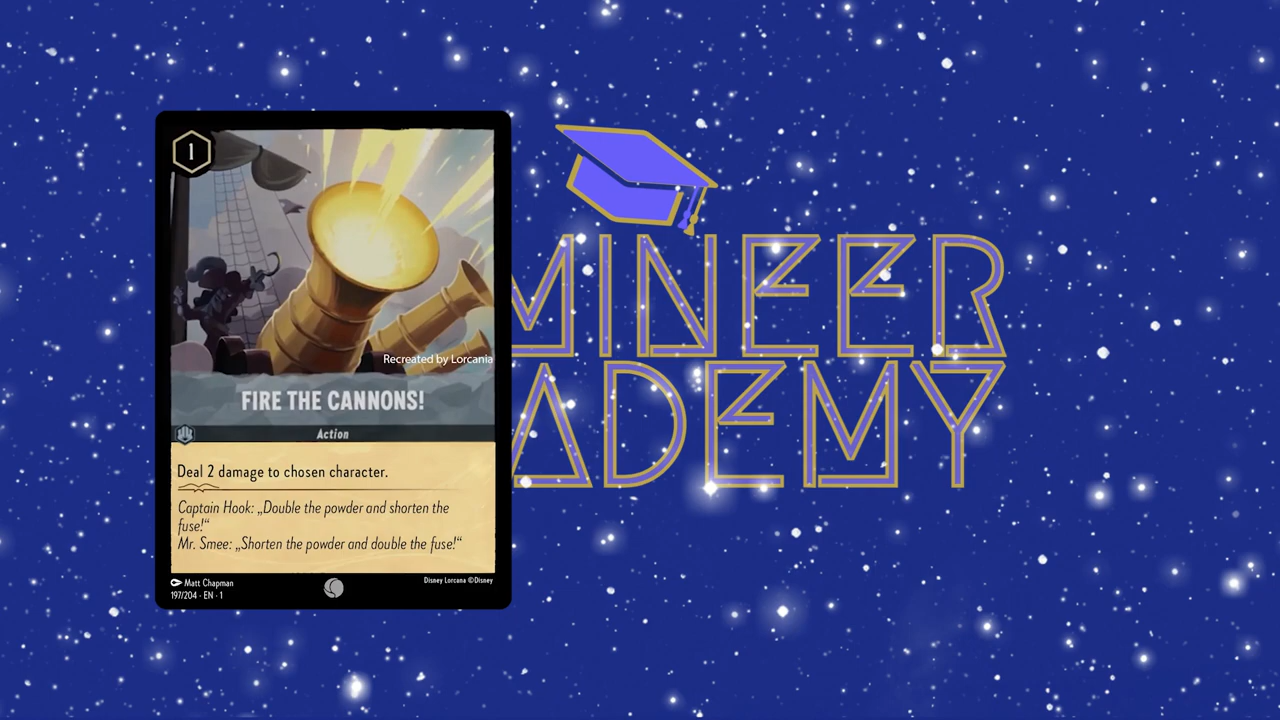 1
Recreated by Lorcania
FIRE THE CANNONS!
Action
Deal 2 damage to chosen character.
Captain Hook: „Double the powder and shorten the
fuse!“
Mr. Smee: „Shorten the powder and double the fuse!“
Matt Chapman
Disney Lorcana ©Disney
197/204 · EN · 1
MINEER
ADEMY